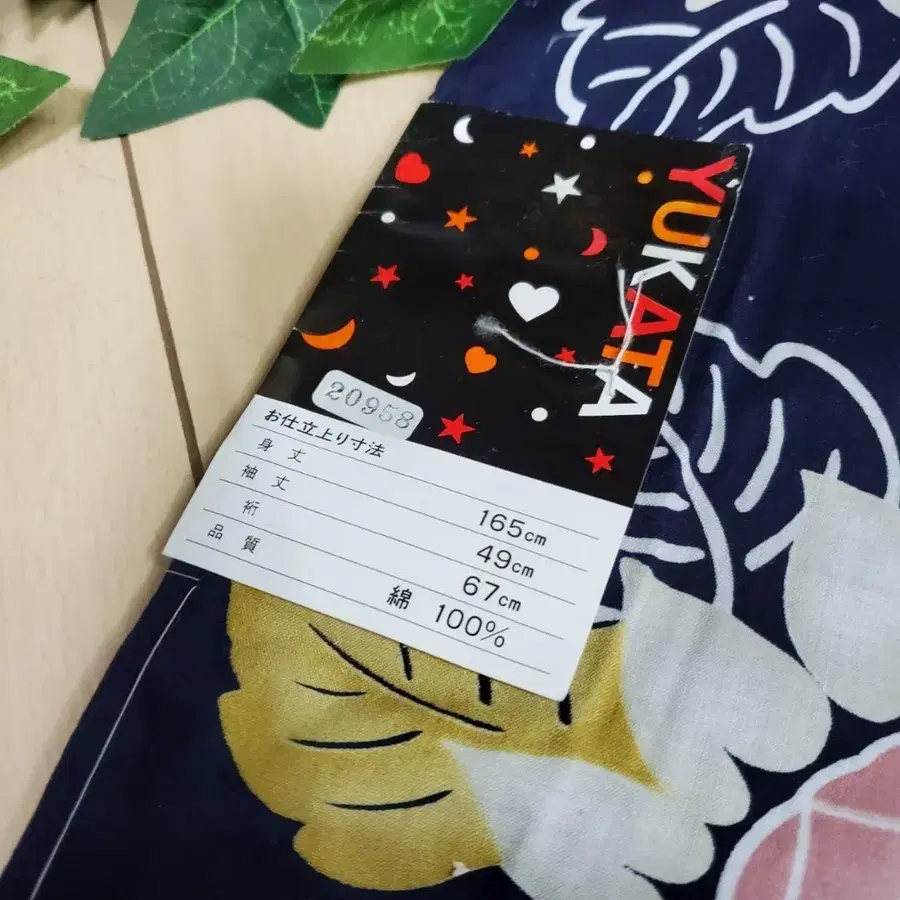 YUKATA
20958
お仕立上り寸法
身丈 165cm
袖丈 49cm
裄 67cm
品質 綿 100%